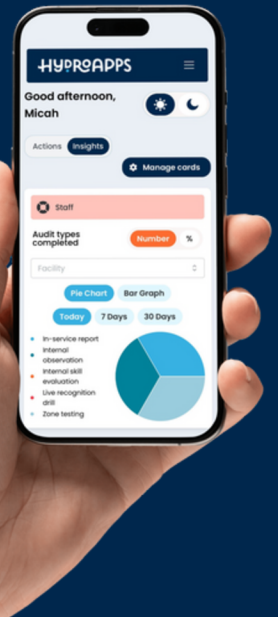 HYDROAPPS
Good afternoon,
Micah
Actions
Insights
Manage cards
Staff
Audit types
completed
Number
%
Facility
Pie Chart
Bar Graph
Today
7 Days
30 Days
In-service report
Internal
observation
Internal skill
evaluation
Live recognition
drill
Zone testing